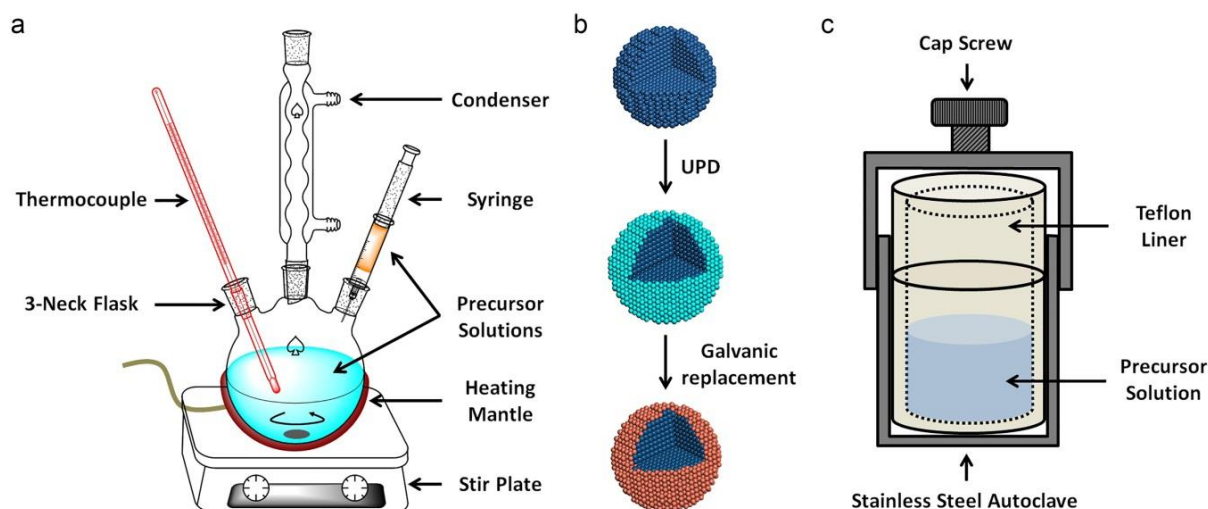 a
Condenser
Thermocouple
Syringe
3-Neck Flask
Precursor
Solutions
Heating
Mantle
Stir Plate
b
UPD
Galvanic
replacement
c
Cap Screw
Teflon
Liner
Precursor
Solution
Stainless Steel Autoclave